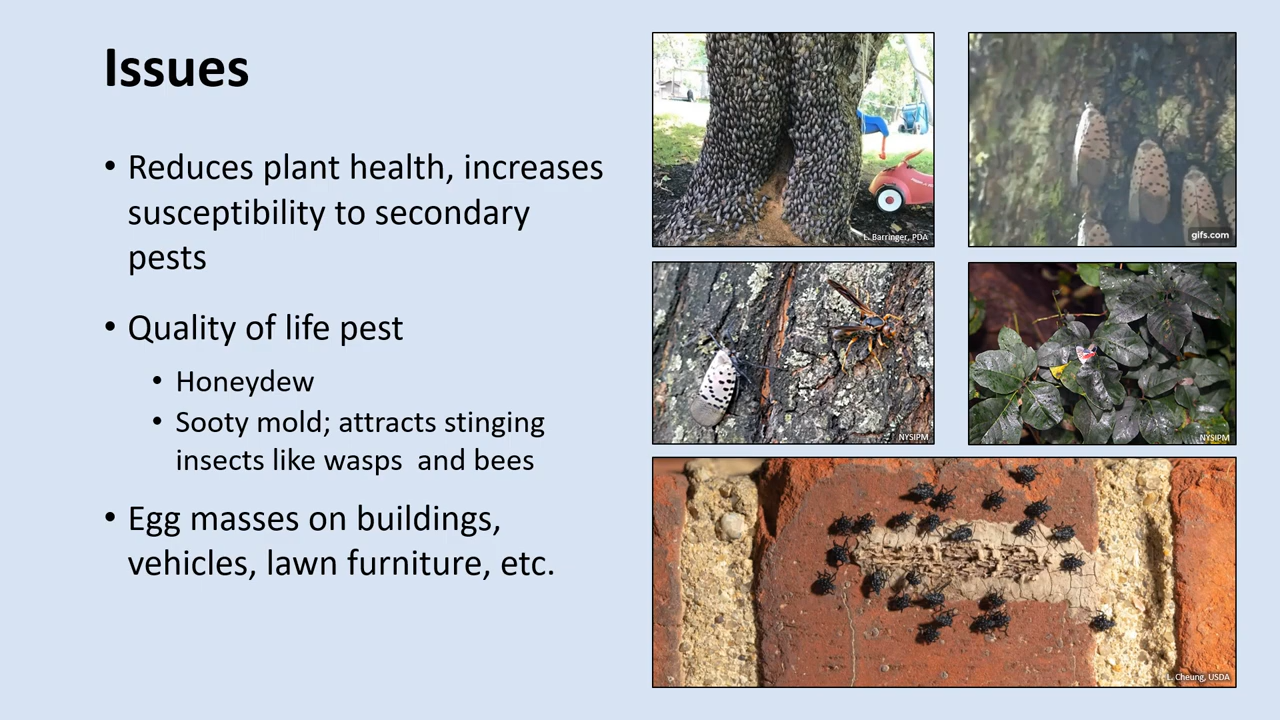 Issues
• Reduces plant health, increases
susceptibility to secondary
pests
• Quality of life pest
• Honeydew
• Sooty mold; attracts stinging
insects like wasps  and bees
• Egg masses on buildings,
vehicles, lawn furniture, etc.
L. Barringer, PDA
gifs.com
NYSIPM
NYSIPM
L. Cheung, USDA